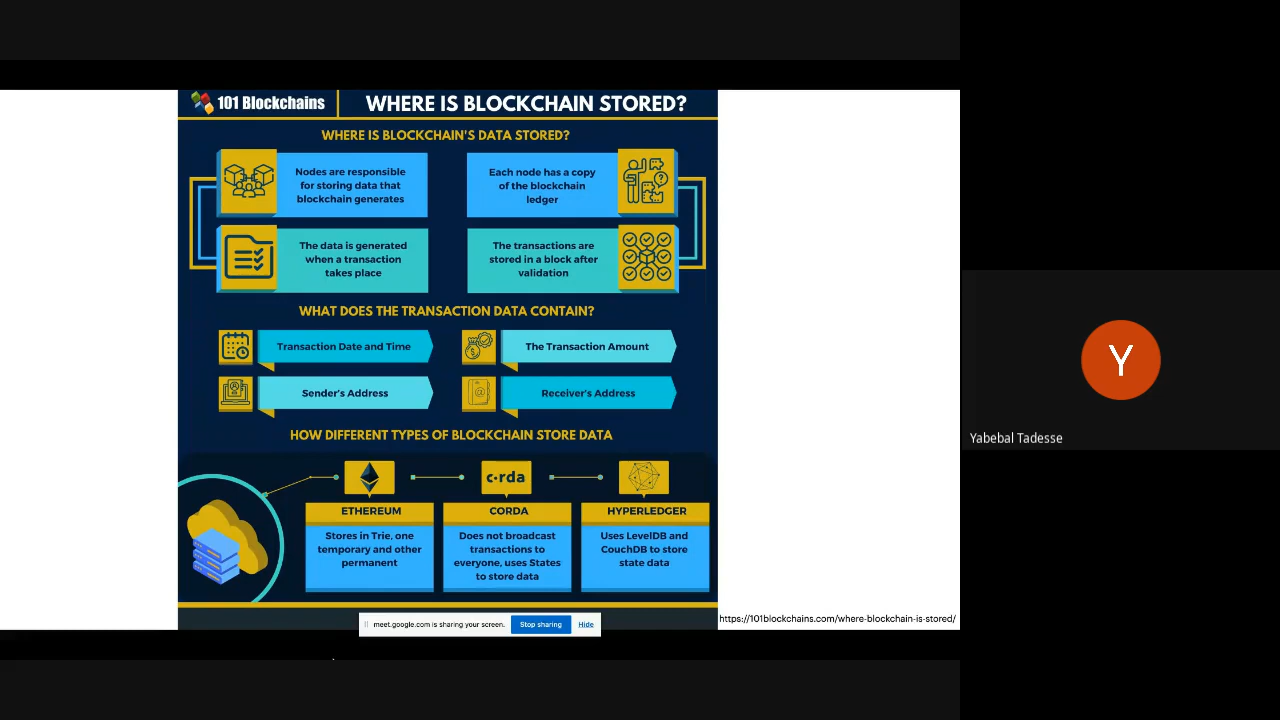 101 Blockchains
WHERE IS BLOCKCHAIN STORED?
WHERE IS BLOCKCHAIN'S DATA STORED?
Nodes are responsible
for storing data that
blockchain generates
Each node has a copy
of the blockchain
ledger
The data is generated
when a transaction
takes place
The transactions are
stored in a block after
validation
WHAT DOES THE TRANSACTION DATA CONTAIN?
Transaction Date and Time
The Transaction Amount
Sender's Address
Receiver's Address
HOW DIFFERENT TYPES OF BLOCKCHAIN STORE DATA
c·rda
ETHEREUM
Stores in Trie, one
temporary and other
permanent
CORDA
Does not broadcast
transactions to
everyone, uses States
to store data
HYPERLEDGER
Uses LevelDB and
CouchDB to store
state data
https://101blockchains.com/where-blockchain-is-stored/
meet.google.com is sharing your screen.
Stop sharing
Hide
Y
Yabebal Tadesse